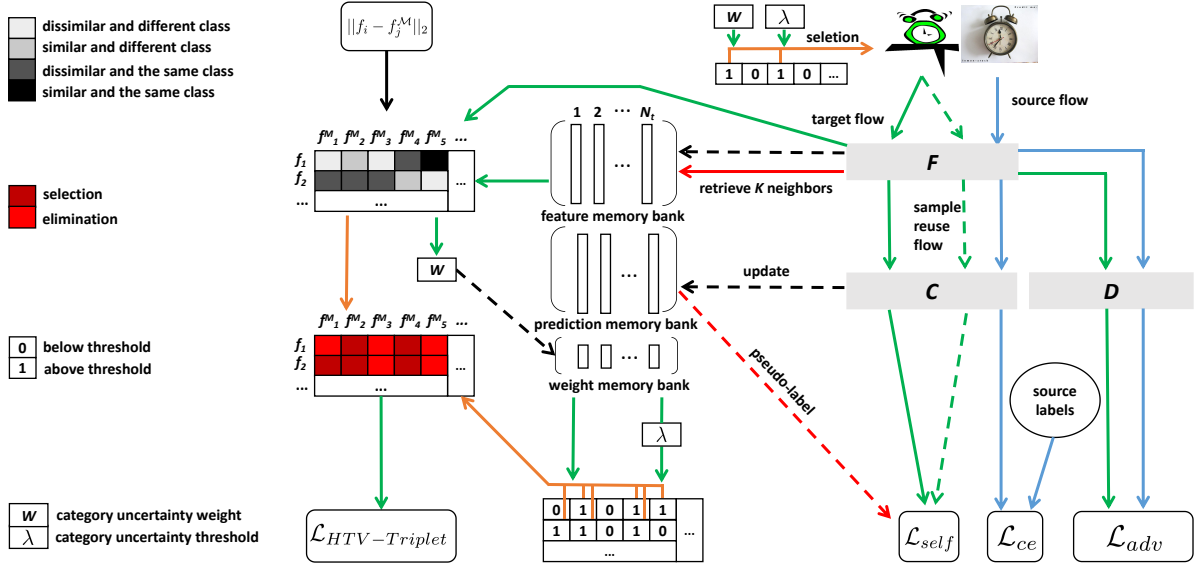 dissimilar and different class
similar and different class
dissimilar and the same class
similar and the same class
selection
elimination
0 below threshold
1 above threshold
W category uncertainty weight
λ category uncertainty threshold
||f_i − f_j^M||_2
f^M_1 f^M_2 f^M_3 f^M_4 f^M_5 ...
f_1
f_2
...
...
...
W
f^M_1 f^M_2 f^M_3 f^M_4 f^M_5 ...
f_1
f_2
...
...
...
L_{HTV−Triplet}
1 2 ... N_t
...
feature memory bank
...
prediction memory bank
...
weight memory bank
λ
0 1 0 1 1
1 1 0 1 0
...
...
W λ
seletion
1 0 1 0 ...
target flow
source flow
F
retrieve K neighbors
sample
reuse
flow
update
C
D
pseudo-label
source
labels
L_self
L_ce
L_adv